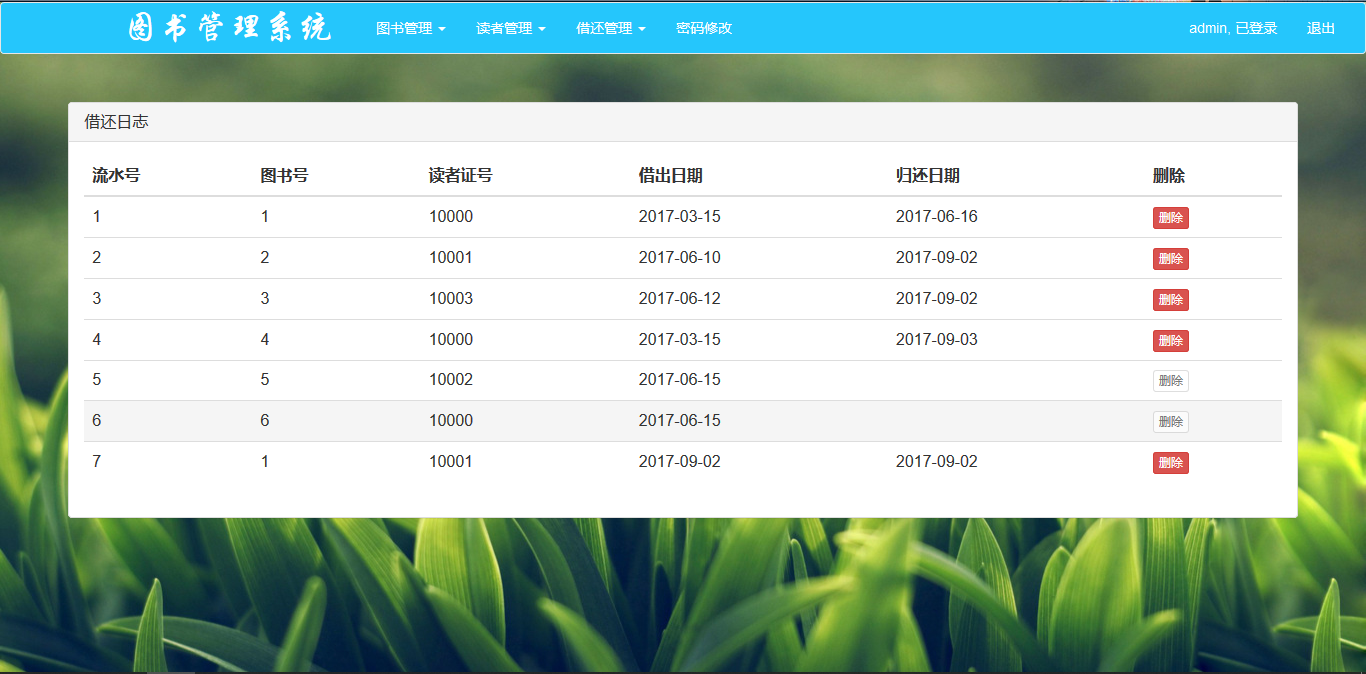 图书管理系统 图书管理 读者管理 借还管理 密码修改 admin, 已登录 退出
借还日志
流水号 图书号 读者证号 借出日期 归还日期 删除
1 1 10000 2017-03-15 2017-06-16 删除
2 2 10001 2017-06-10 2017-09-02 删除
3 3 10003 2017-06-12 2017-09-02 删除
4 4 10000 2017-03-15 2017-09-03 删除
5 5 10002 2017-06-15 删除
6 6 10000 2017-06-15 删除
7 1 10001 2017-09-02 2017-09-02 删除